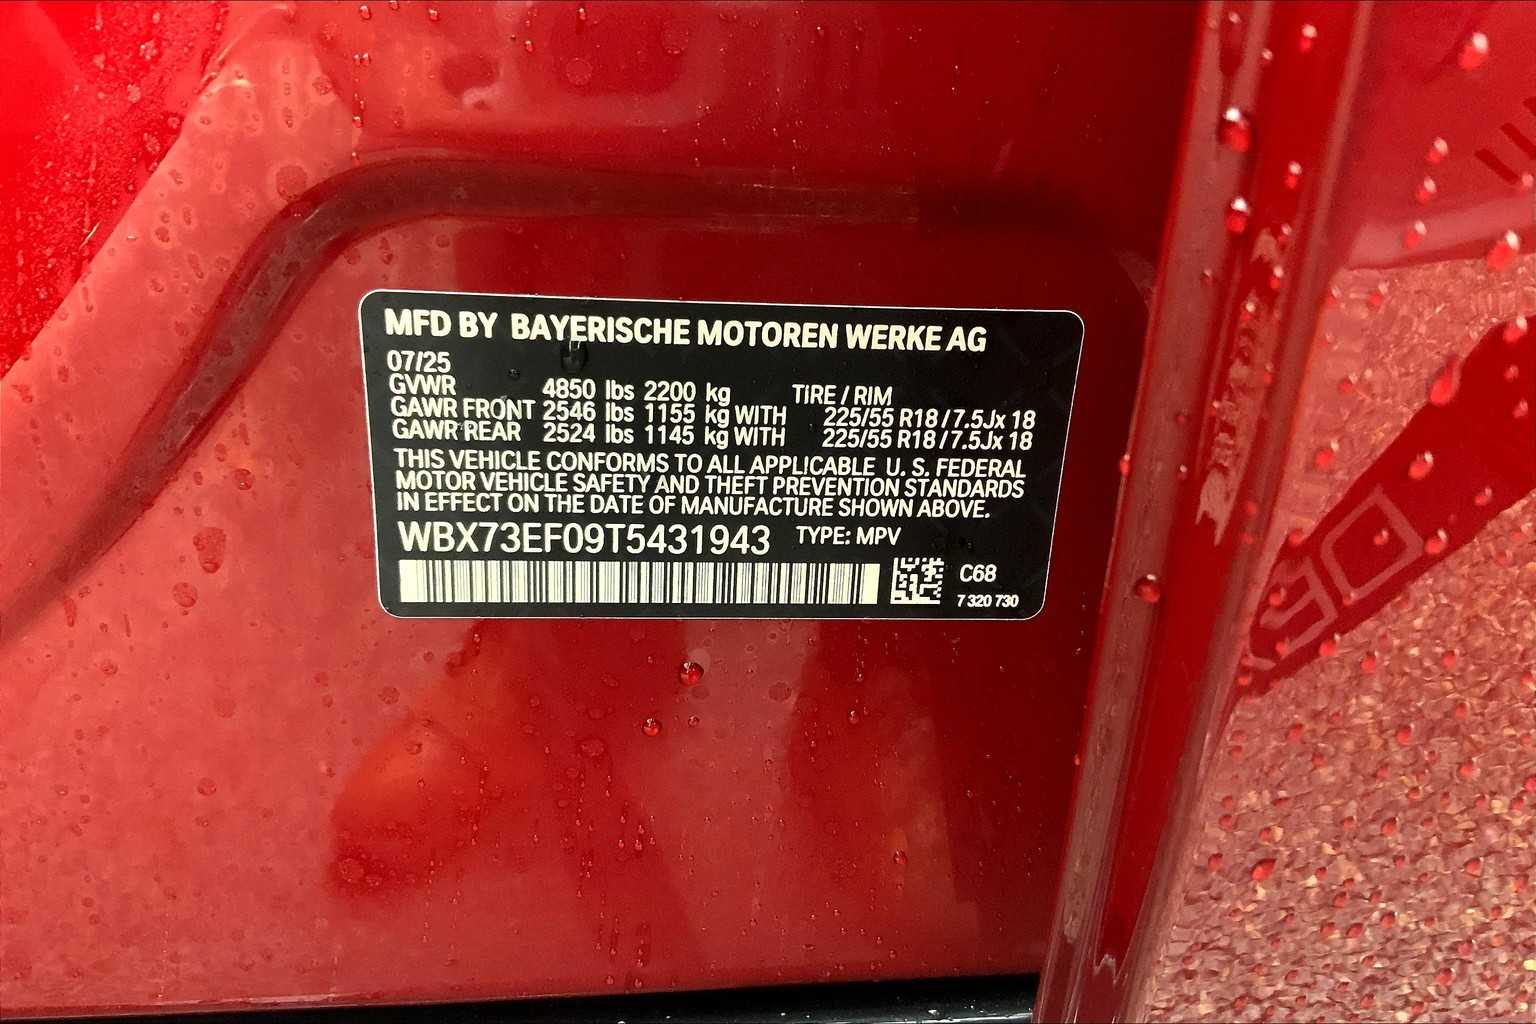 MFD BY BAYERISCHE MOTOREN WERKE AG
07/25
GVWR 4850 lbs 2200 kg TIRE / RIM
GAWR FRONT 2546 lbs 1155 kg WITH 225/55 R18 / 7.5Jx 18
GAWR REAR 2524 lbs 1145 kg WITH 225/55 R18 / 7.5Jx 18
THIS VEHICLE CONFORMS TO ALL APPLICABLE U. S. FEDERAL
MOTOR VEHICLE SAFETY AND THEFT PREVENTION STANDARDS
IN EFFECT ON THE DATE OF MANUFACTURE SHOWN ABOVE.
WBX73EF09T5431943 TYPE: MPV
C68
7 320 730